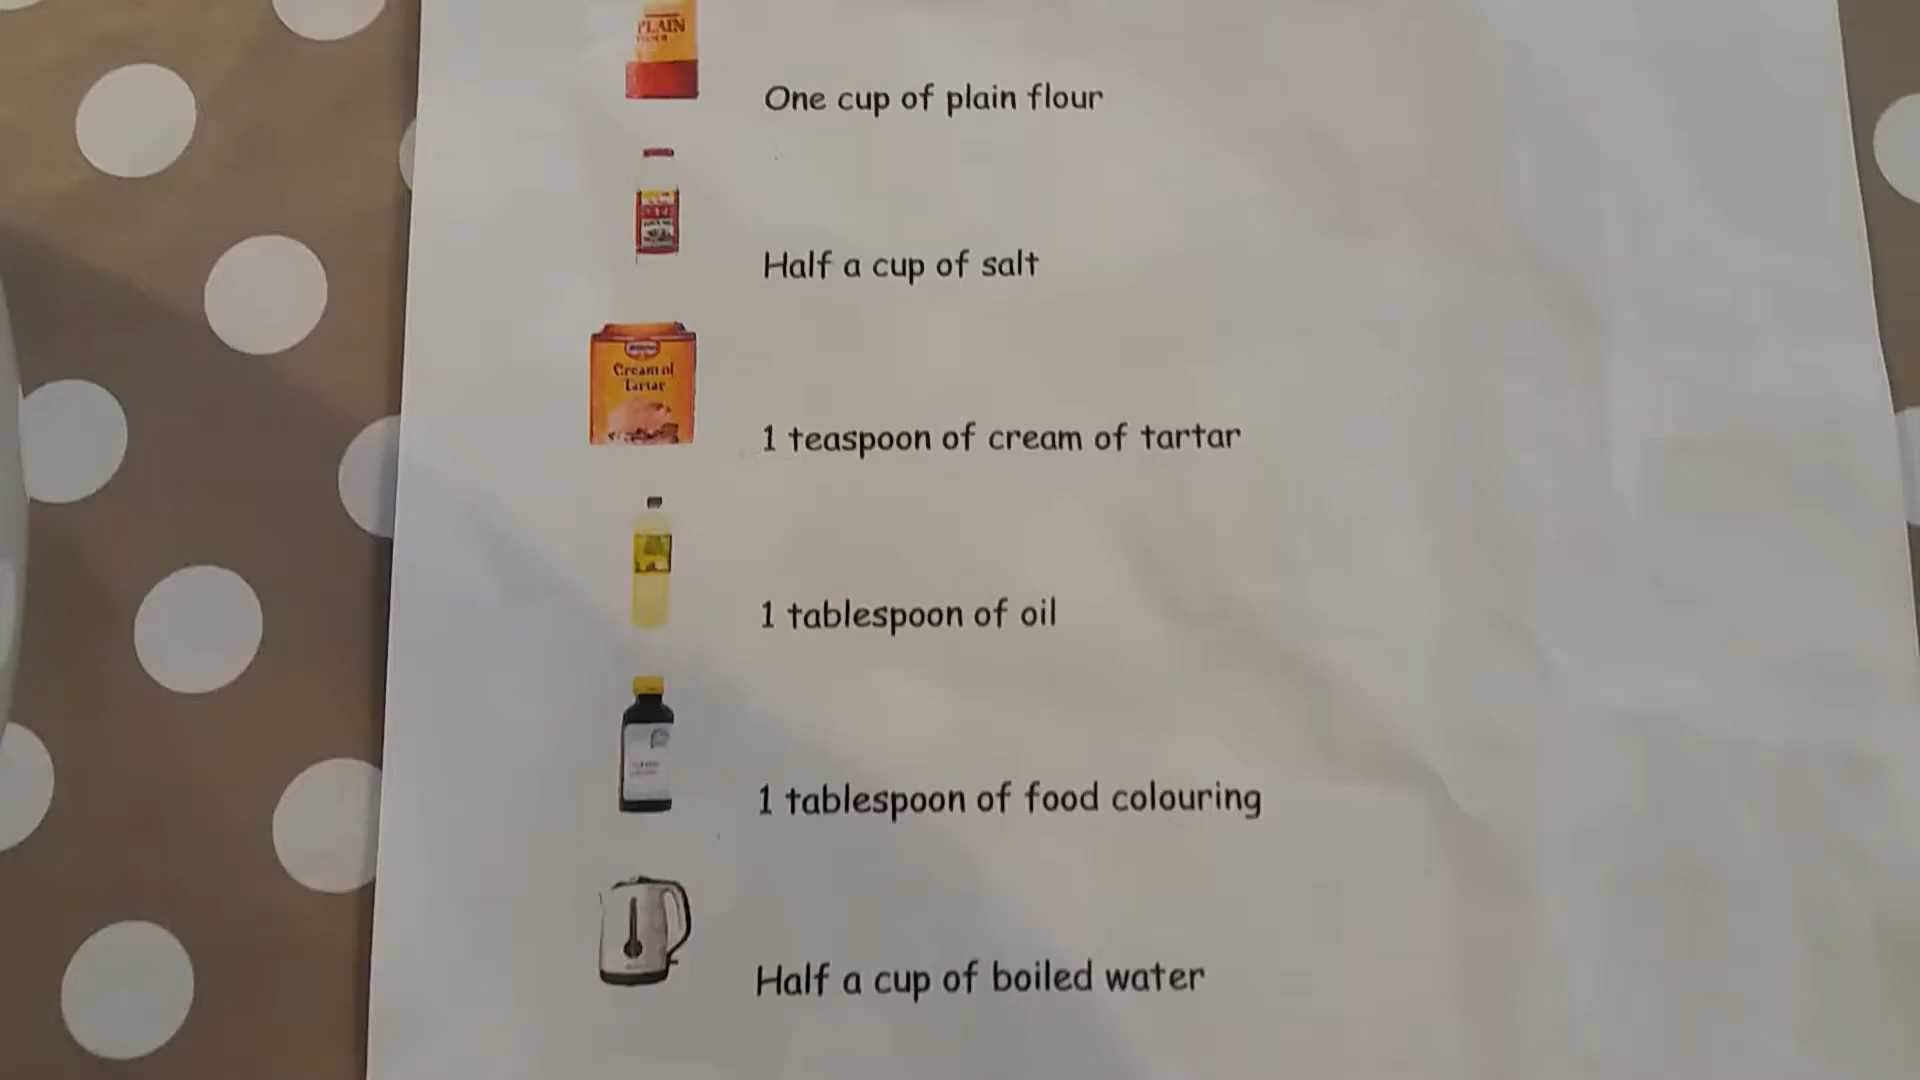 PLAIN
One cup of plain flour
Half a cup of salt
Cream of
Tartar
1 teaspoon of cream of tartar
1 tablespoon of oil
1 tablespoon of food colouring
Half a cup of boiled water